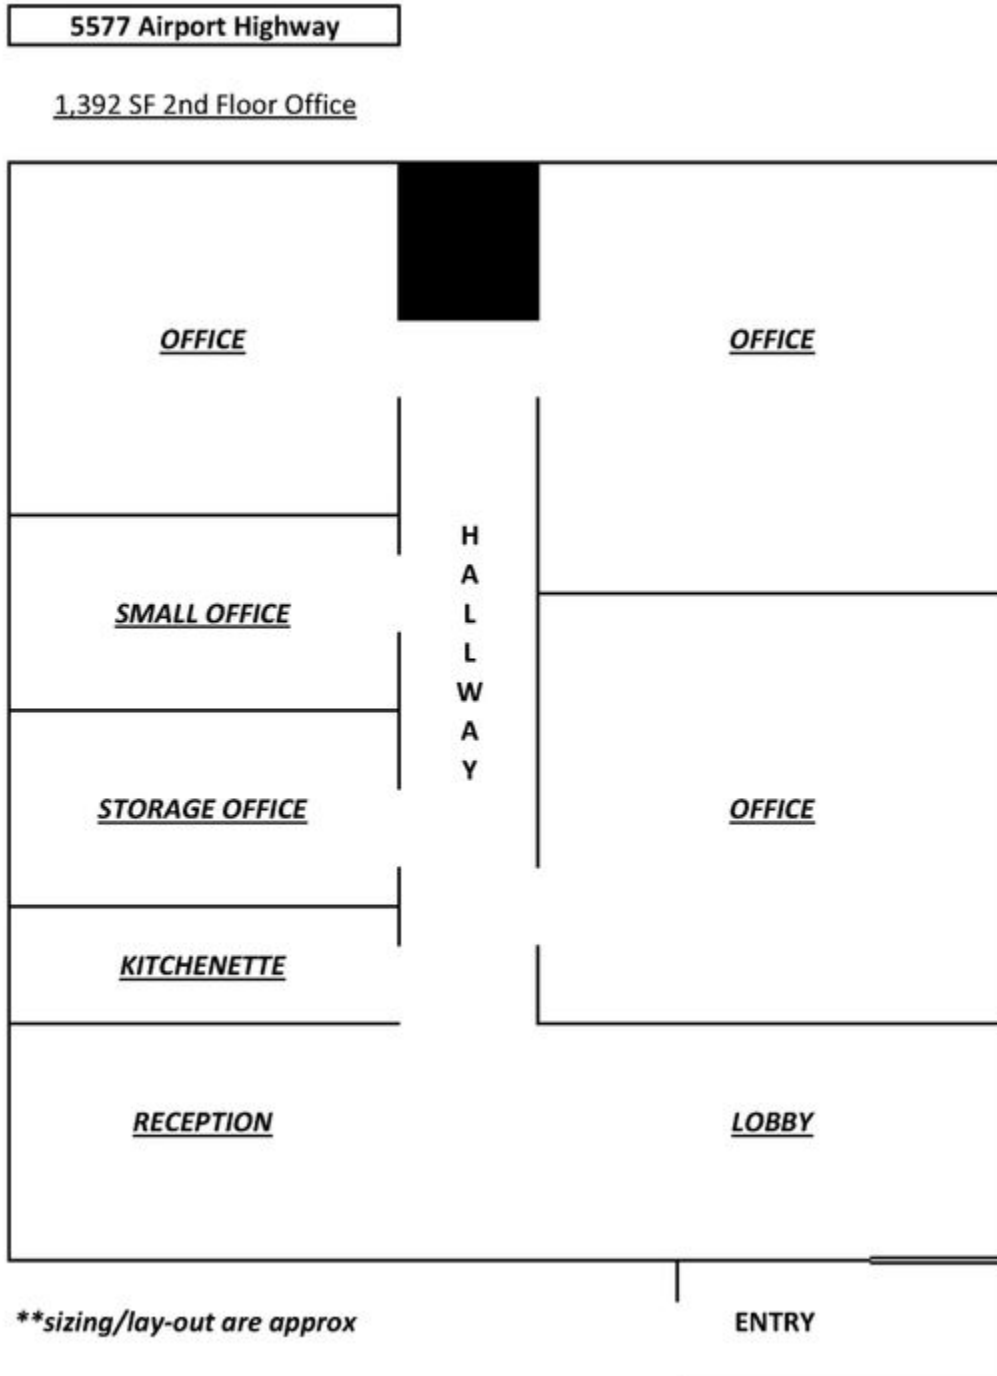 5577 Airport Highway
1,392 SF 2nd Floor Office
OFFICE
OFFICE
H
A
L
L
W
A
Y
SMALL OFFICE
STORAGE OFFICE
OFFICE
KITCHENETTE
RECEPTION
LOBBY
**sizing/lay-out are approx
ENTRY